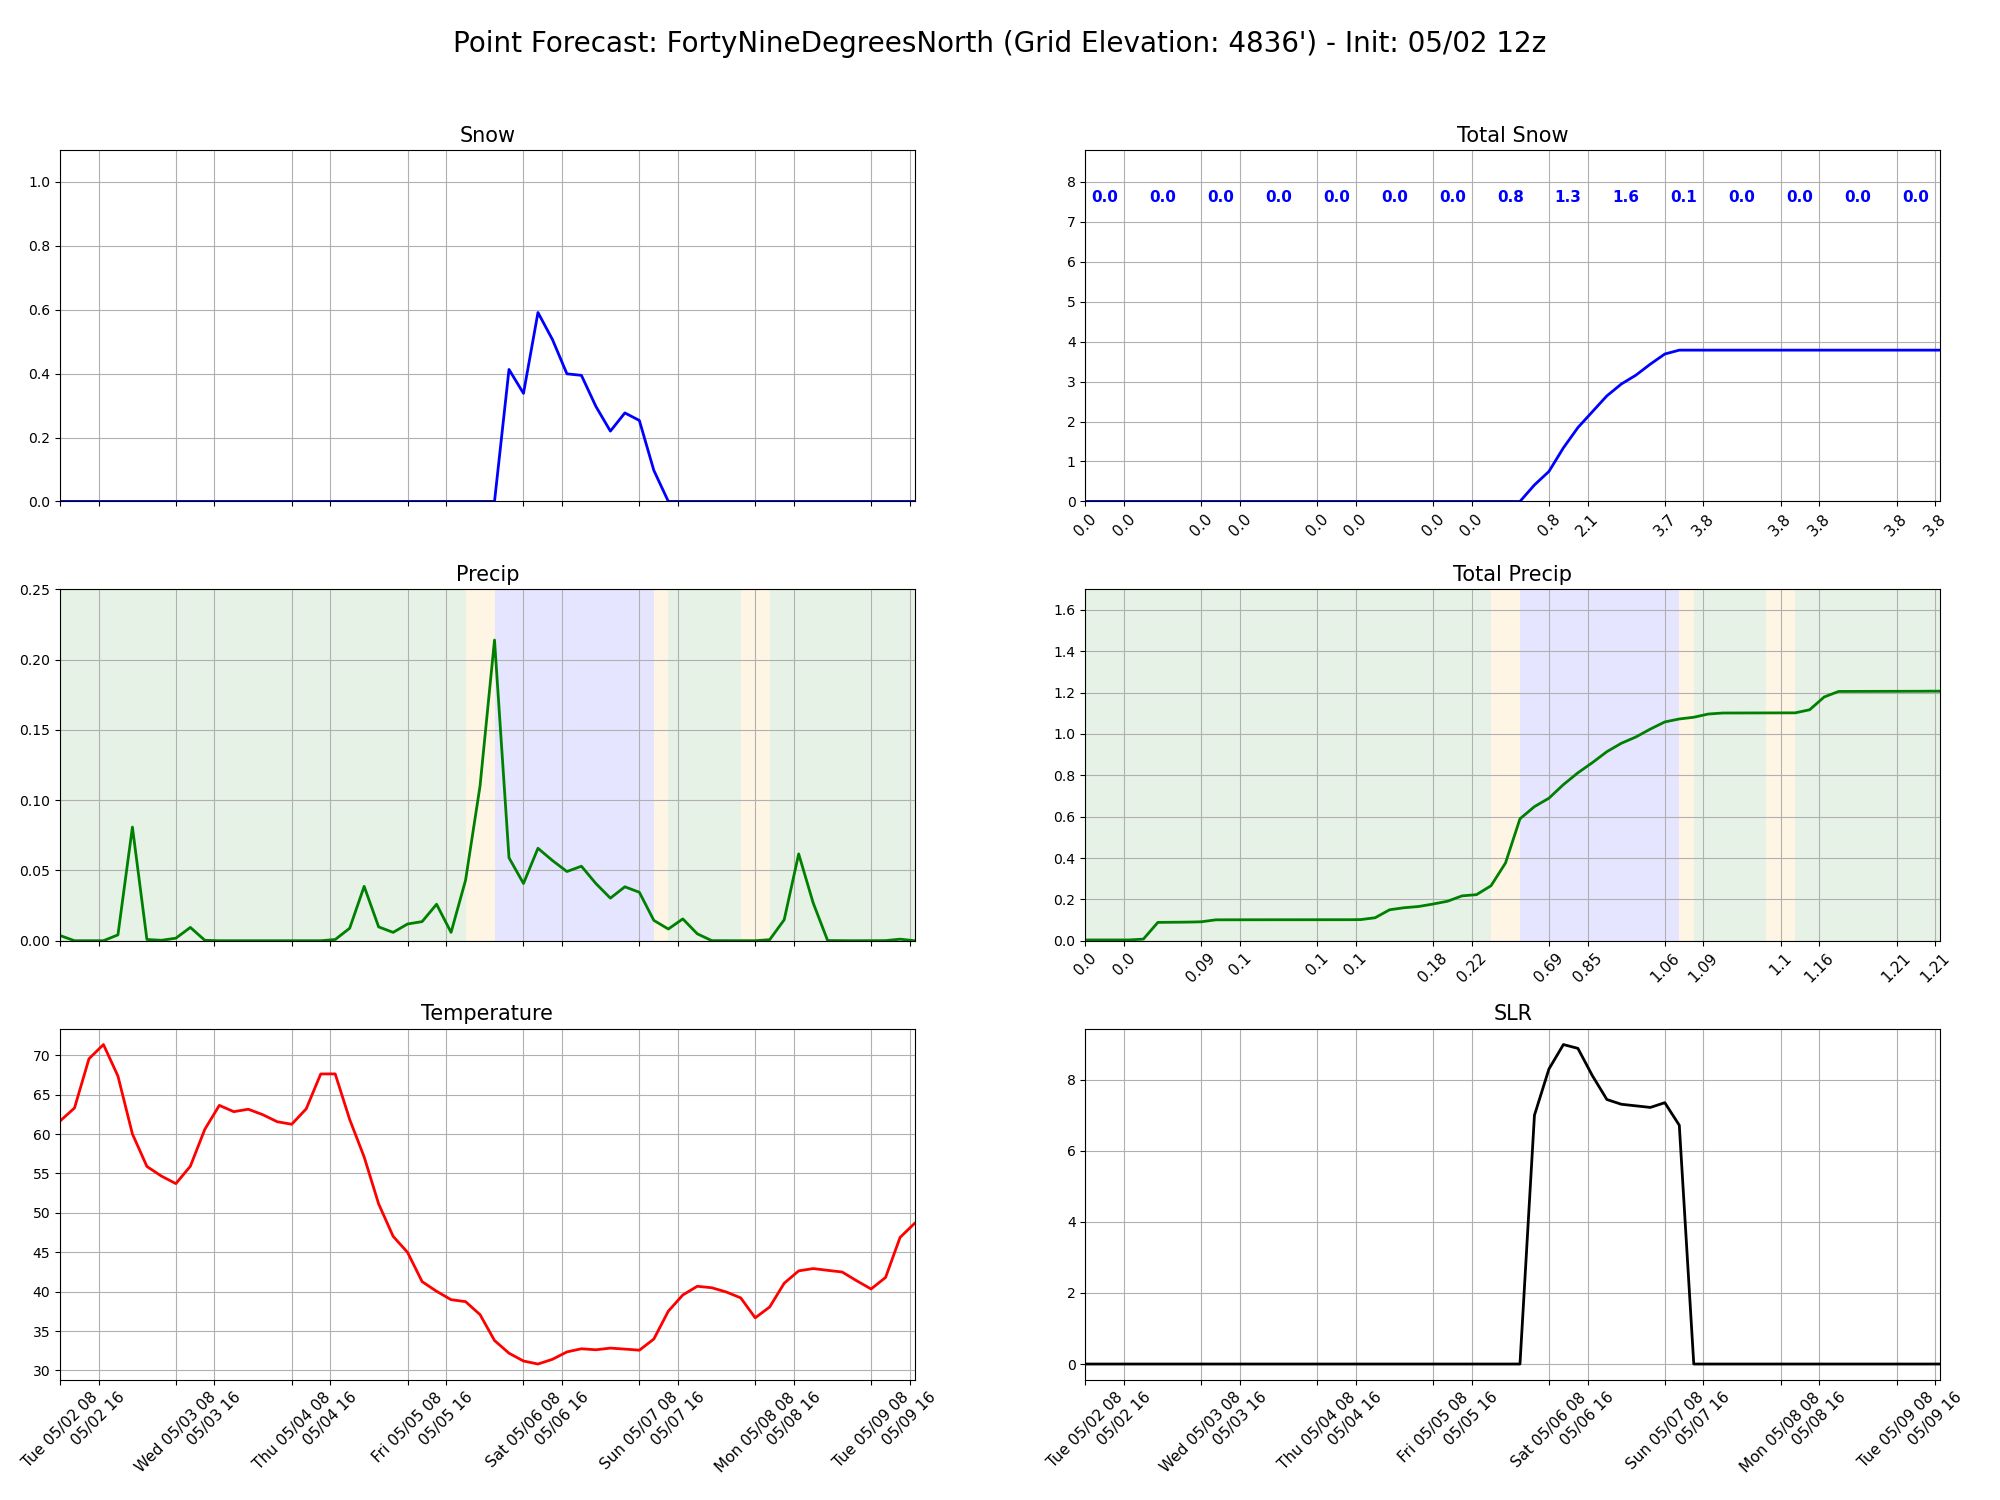 Point Forecast: FortyNineDegreesNorth (Grid Elevation: 4836') - Init: 05/02 12z
Snow
1.0
0.8
0.6
0.4
0.2
0.0
Total Snow
8
7
6
5
4
3
2
1
0
0.0 0.0 0.0 0.0 0.0 0.0 0.0 0.8 1.3 1.6 0.1 0.0 0.0 0.0 0.0
0.0 0.0 0.0 0.0 0.0 0.0 0.0 0.0 0.8 2.1 3.7 3.8 3.8 3.8 3.8 3.8
Precip
0.25
0.20
0.15
0.10
0.05
0.00
Total Precip
1.6
1.4
1.2
1.0
0.8
0.6
0.4
0.2
0.0
0.0 0.0 0.09 0.1 0.1 0.1 0.18 0.22 0.69 0.85 1.06 1.09 1.1 1.16 1.21 1.21
Temperature
70
65
60
55
50
45
40
35
30
Tue 05/02 08
05/02 16
Wed 05/03 08
05/03 16
Thu 05/04 08
05/04 16
Fri 05/05 08
05/05 16
Sat 05/06 08
05/06 16
Sun 05/07 08
05/07 16
Mon 05/08 08
05/08 16
Tue 05/09 08
05/09 16
SLR
8
6
4
2
0
Tue 05/02 08
05/02 16
Wed 05/03 08
05/03 16
Thu 05/04 08
05/04 16
Fri 05/05 08
05/05 16
Sat 05/06 08
05/06 16
Sun 05/07 08
05/07 16
Mon 05/08 08
05/08 16
Tue 05/09 08
05/09 16